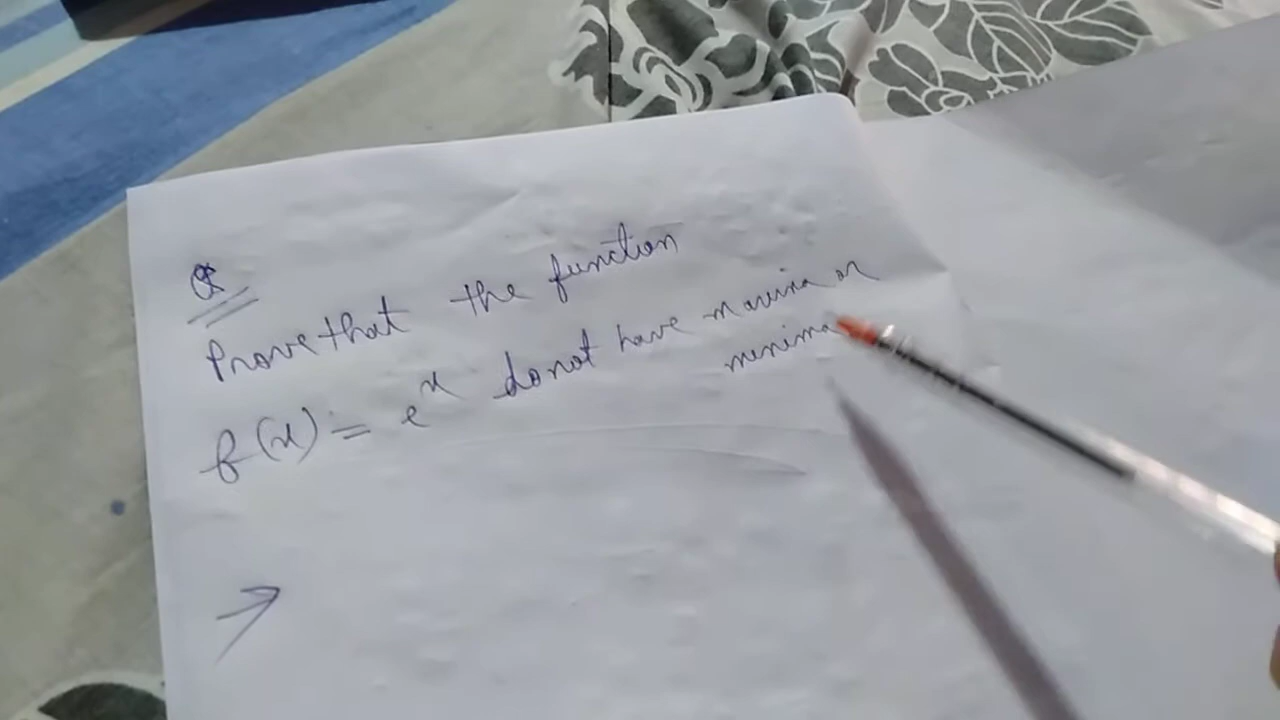 Q
Prove that the function
f(x) = e^x do not have maxima or
minima